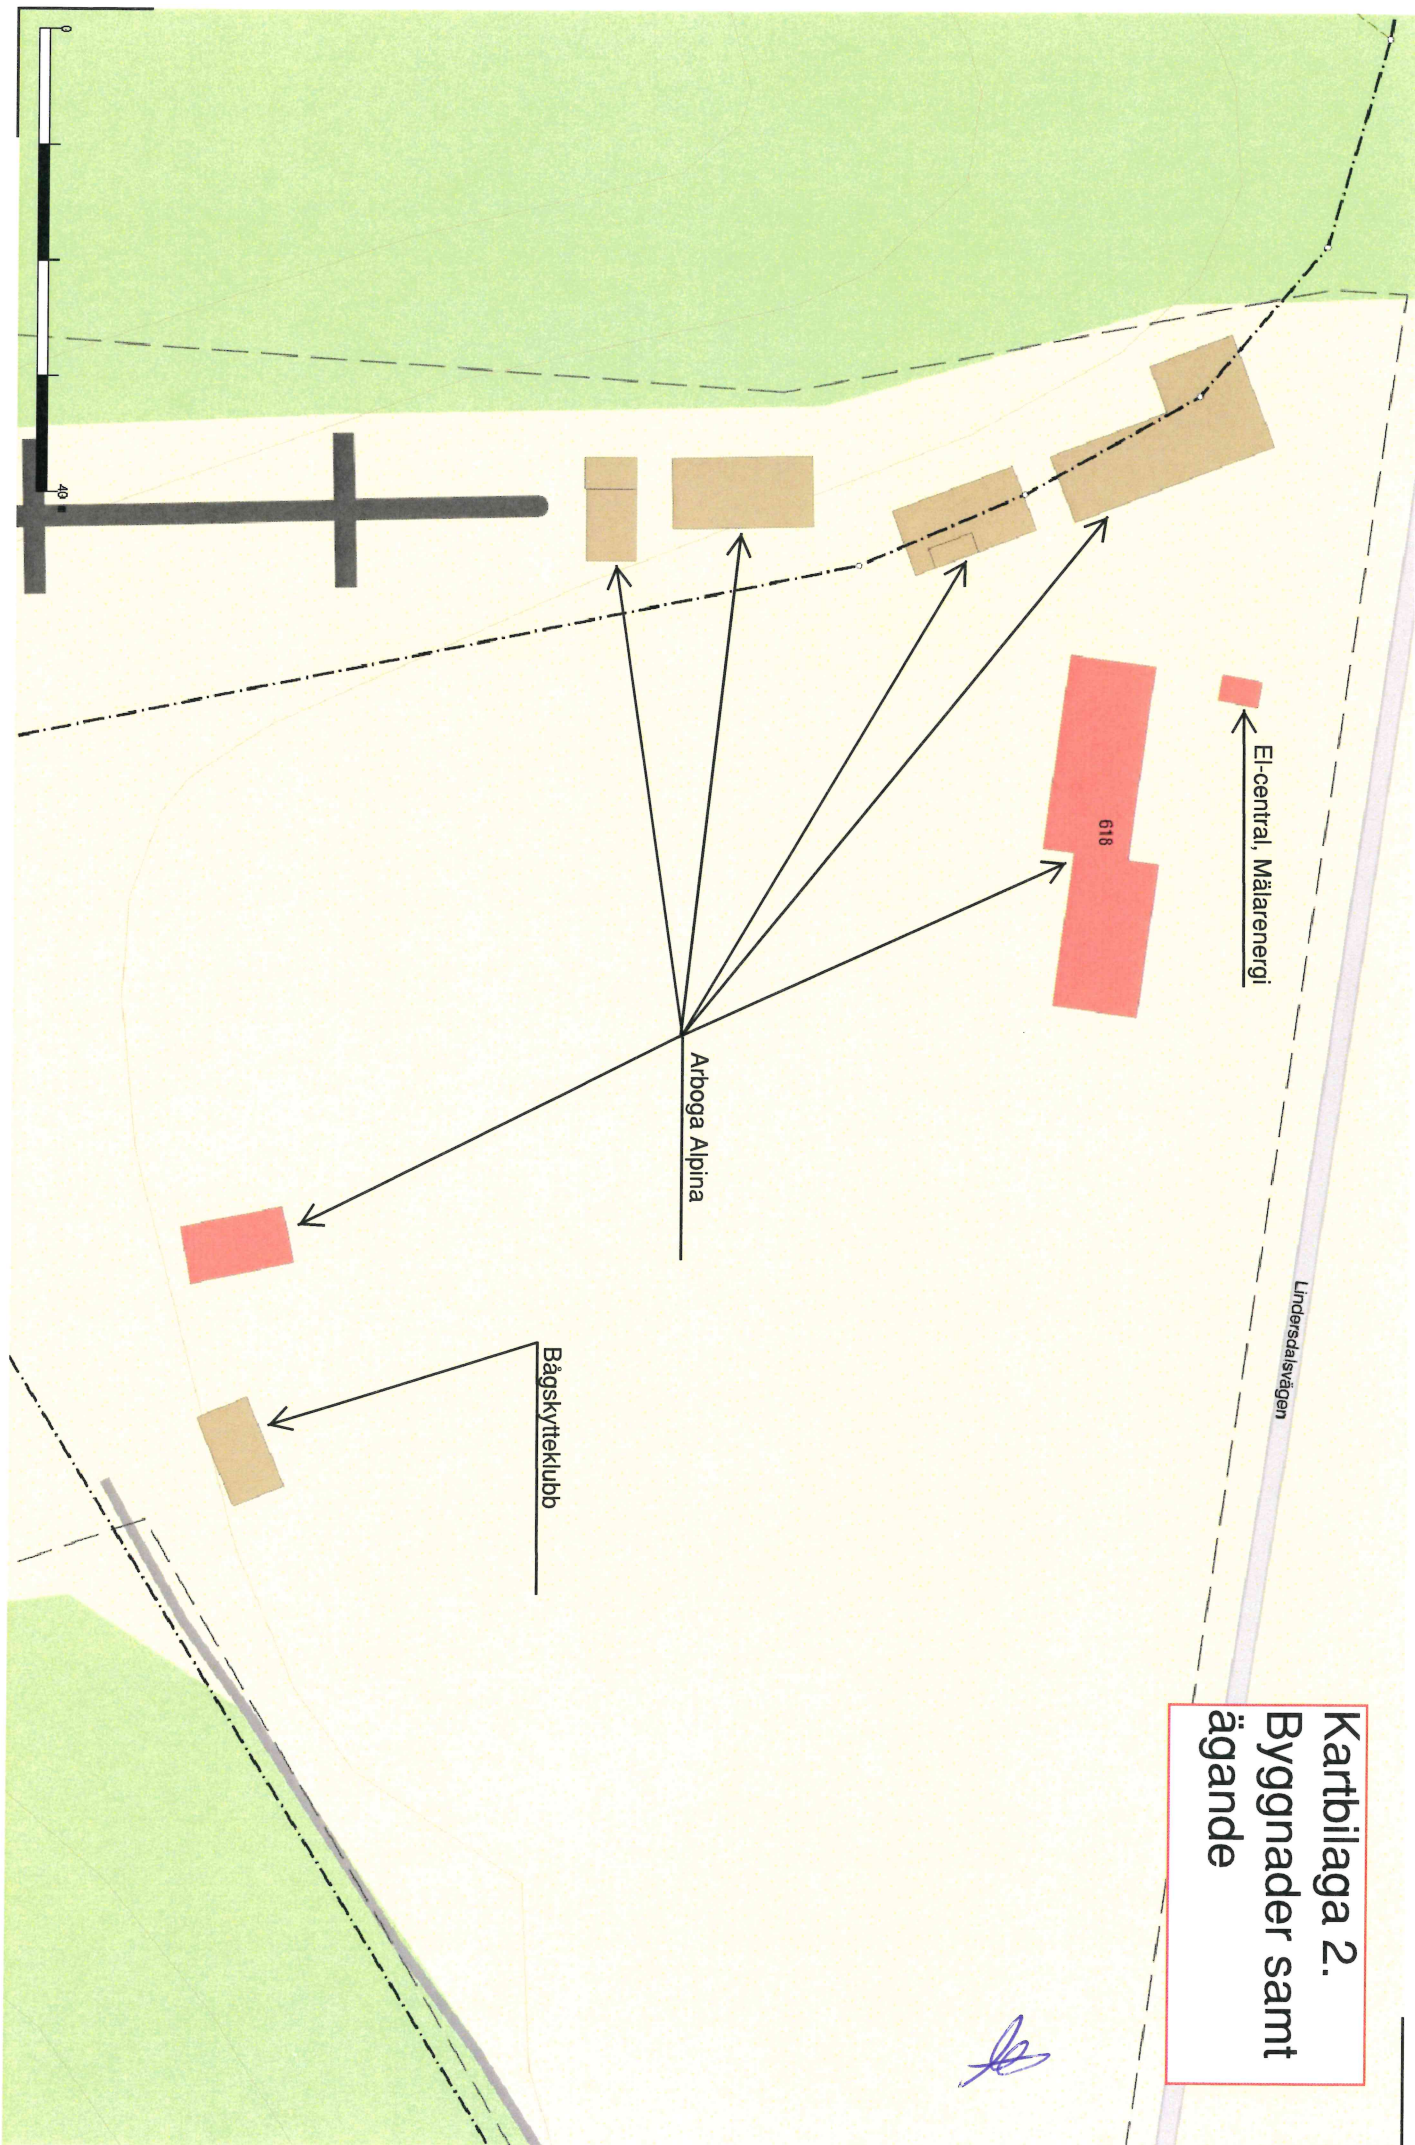 Kartbilaga 2.
Byggnader samt
ägande
Lindersdalsvägen
El-central, Mälarenergi
618
Arboga Alpina
Bågskytteklubb
0
40